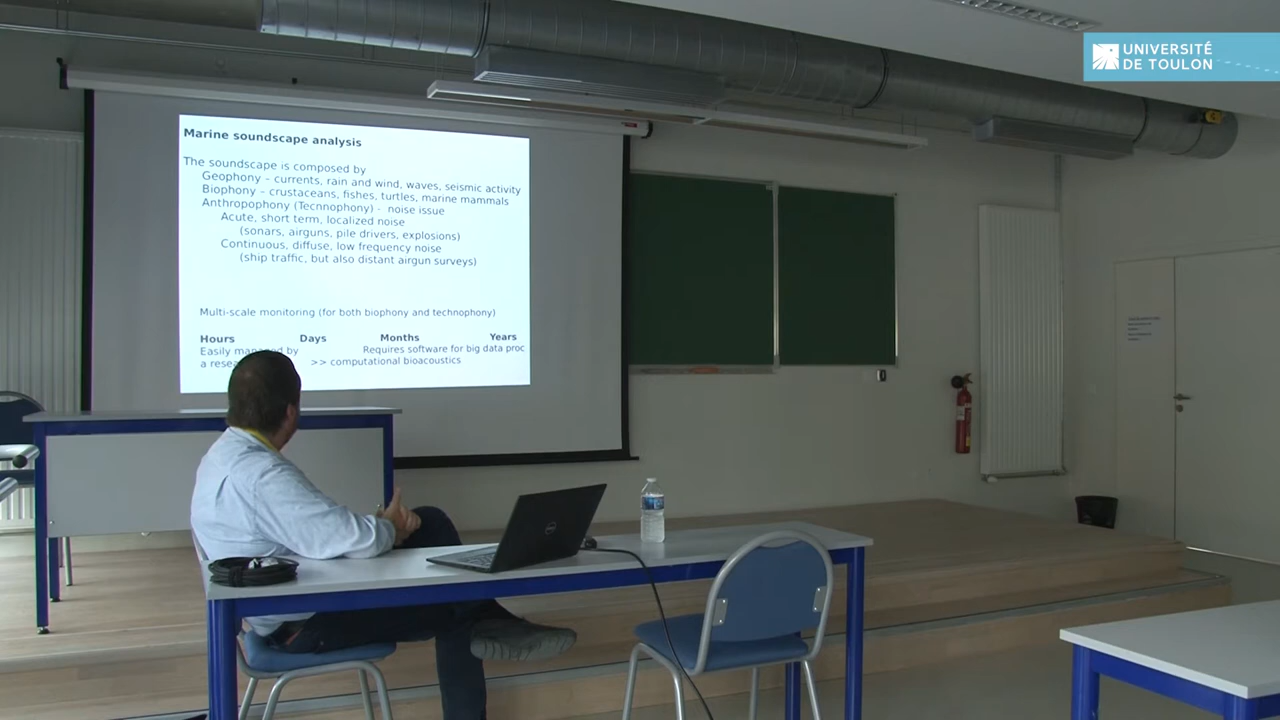 UNIVERSITÉ
DE TOULON
Marine soundscape analysis
The soundscape is composed by
Geophony – currents, rain and wind, waves, seismic activity
Biophony – crustaceans, fishes, turtles, marine mammals
Anthropophony (Tecnnophony) - noise issue
Acute, short term, localized noise
(sonars, airguns, pile drivers, explosions)
Continuous, diffuse, low frequency noise
(ship traffic, but also distant airgun surveys)
Multi-scale monitoring (for both biophony and technophony)
Hours Days Months Years
Easily managed by Requires software for big data proc
a resea >> computational bioacoustics
DELL